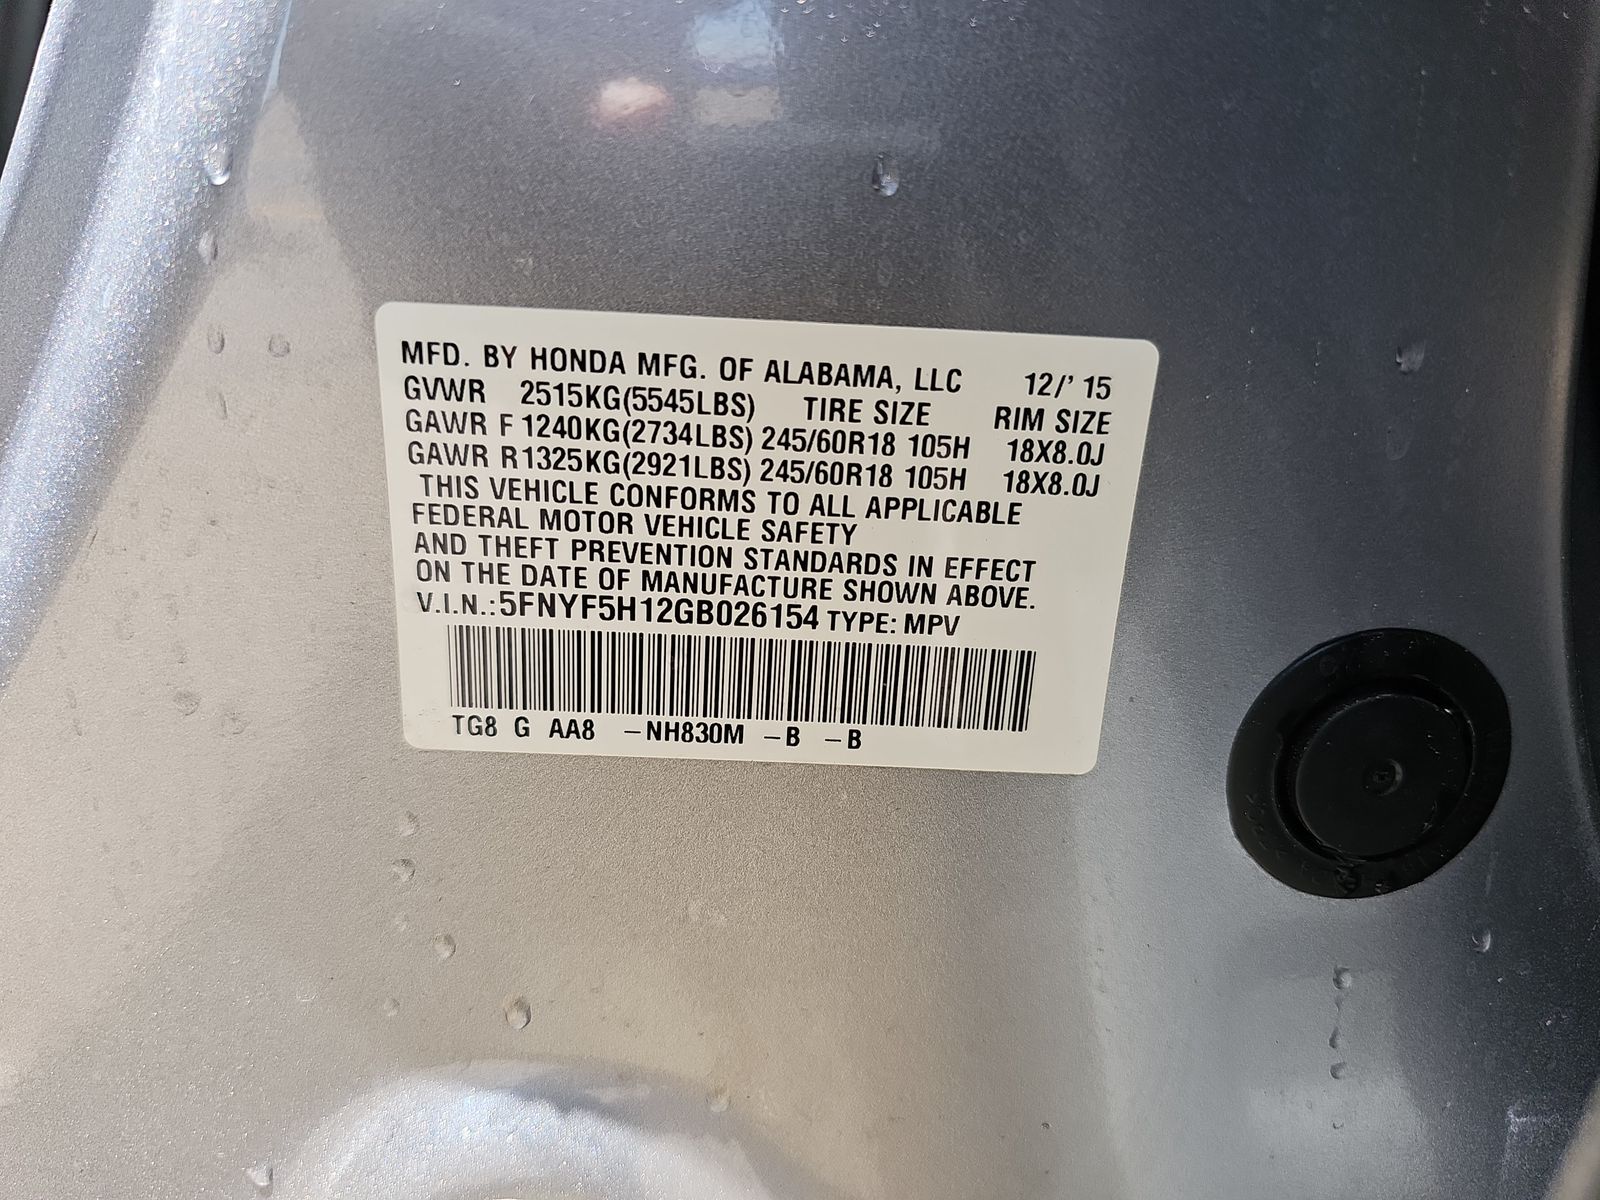 MFD. BY HONDA MFG. OF ALABAMA, LLC 12/' 15
GVWR 2515KG(5545LBS) TIRE SIZE RIM SIZE
GAWR F 1240KG(2734LBS) 245/60R18 105H 18X8.0J
GAWR R1325KG(2921LBS) 245/60R18 105H 18X8.0J
THIS VEHICLE CONFORMS TO ALL APPLICABLE
FEDERAL MOTOR VEHICLE SAFETY
AND THEFT PREVENTION STANDARDS IN EFFECT
ON THE DATE OF MANUFACTURE SHOWN ABOVE.
V.I.N.:5FNYF5H12GB026154 TYPE: MPV
TG8 G AA8 -NH830M -B -B